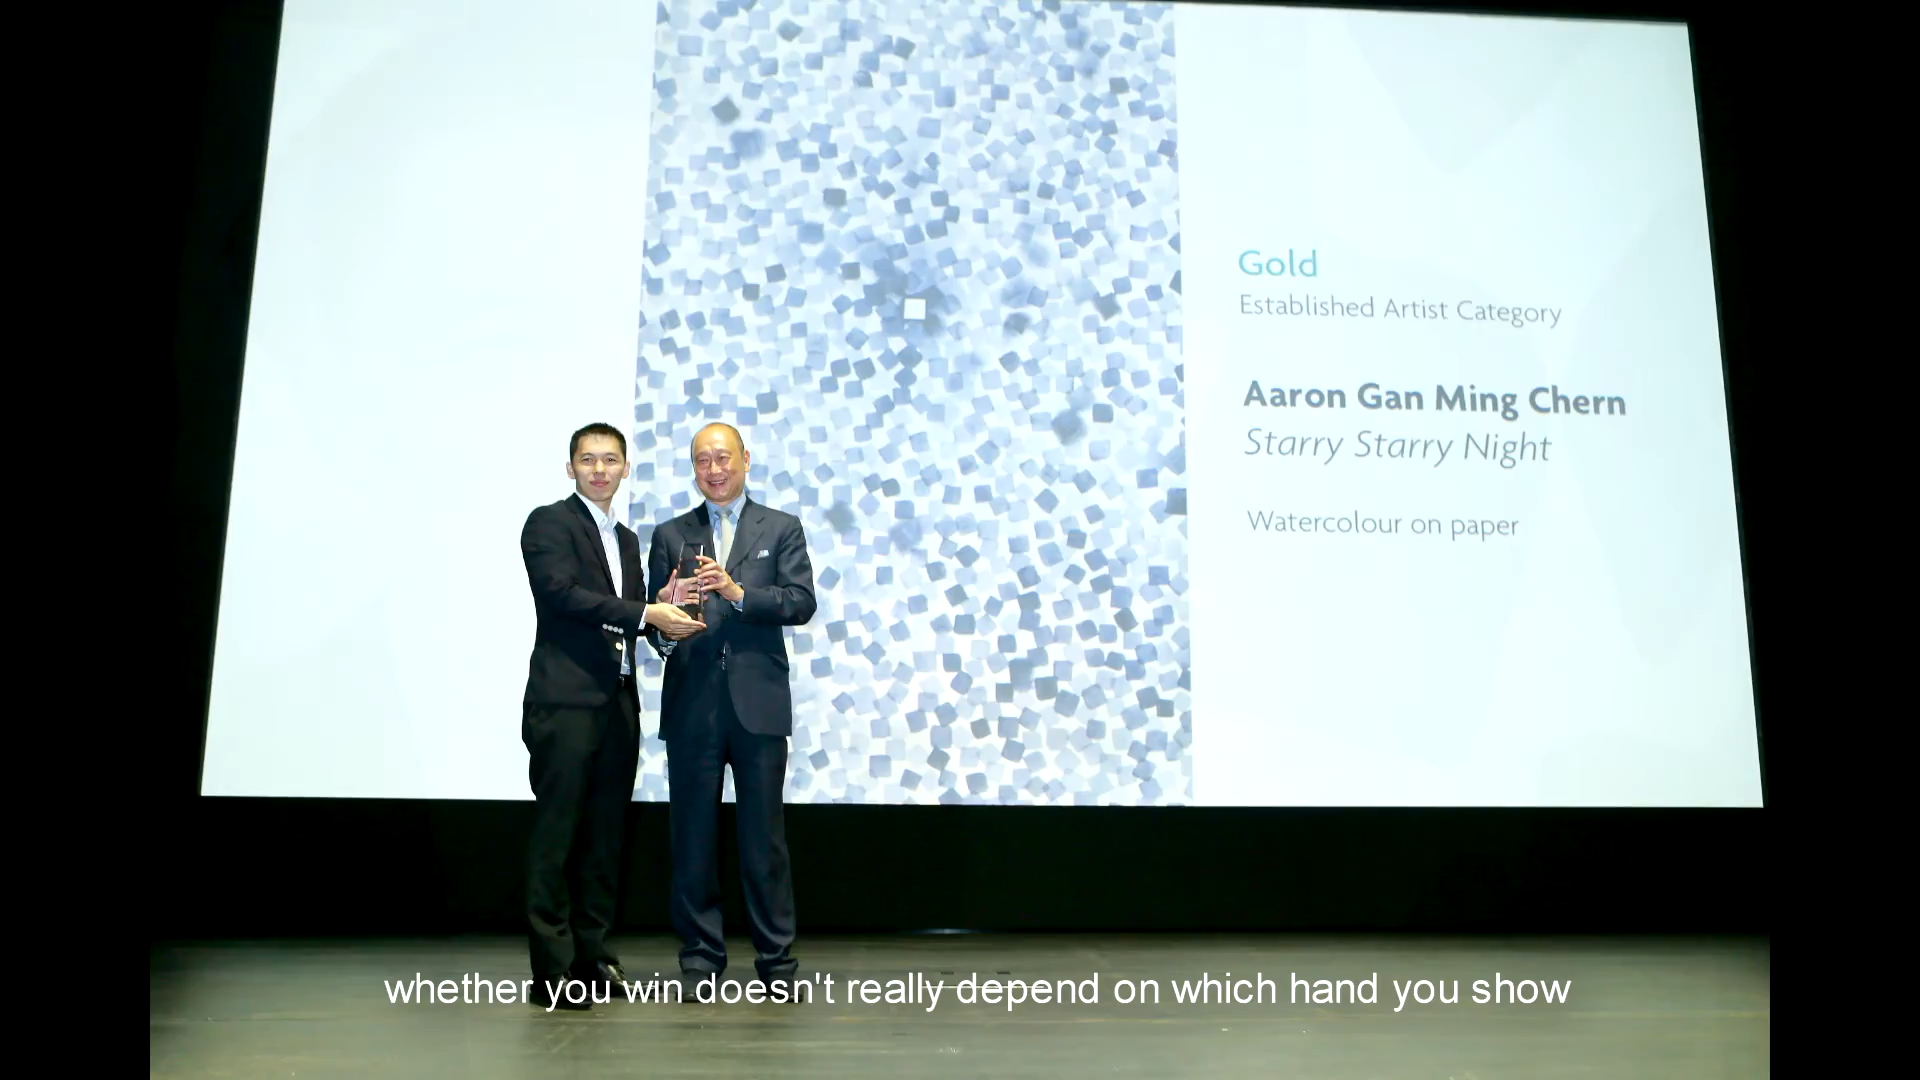 Gold
Established Artist Category
Aaron Gan Ming Chern
Starry Starry Night
Watercolour on paper
whether you win doesn't really depend on which hand you show